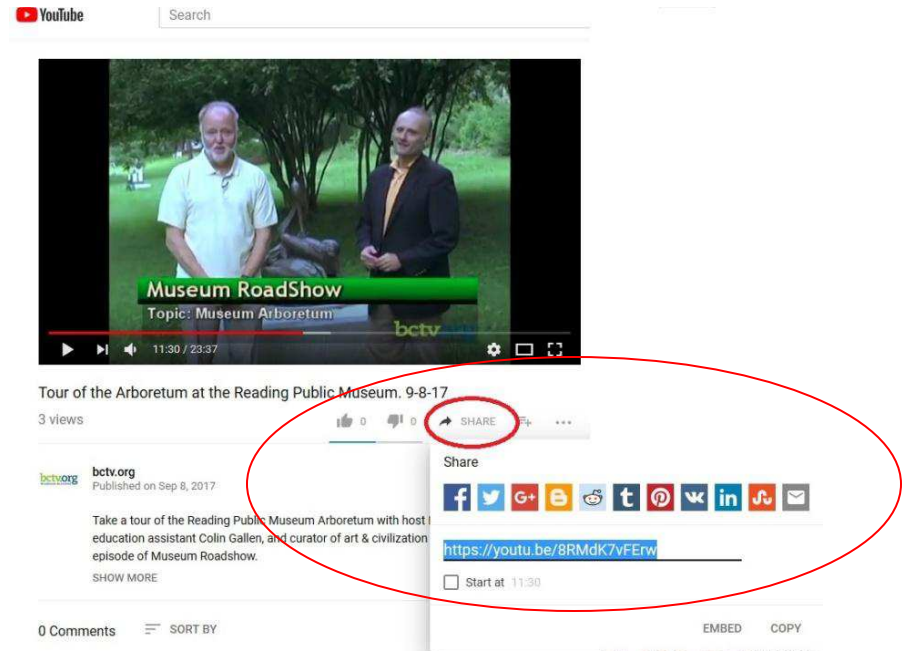 YouTube
Search
Museum RoadShow
Topic: Museum Arboretum
bctv.org
11:30 / 23:37
Tour of the Arboretum at the Reading Public Museum. 9-8-17
3 views
0
0
SHARE
bctv.org
bctv.org
Published on Sep 8, 2017
Take a tour of the Reading Public Museum Arboretum with host
education assistant Colin Gallen, and curator of art & civilization
episode of Museum Roadshow.
SHOW MORE
0 Comments
SORT BY
Share
https://youtu.be/8RMdK7vFErw
Start at 11:30
EMBED
COPY